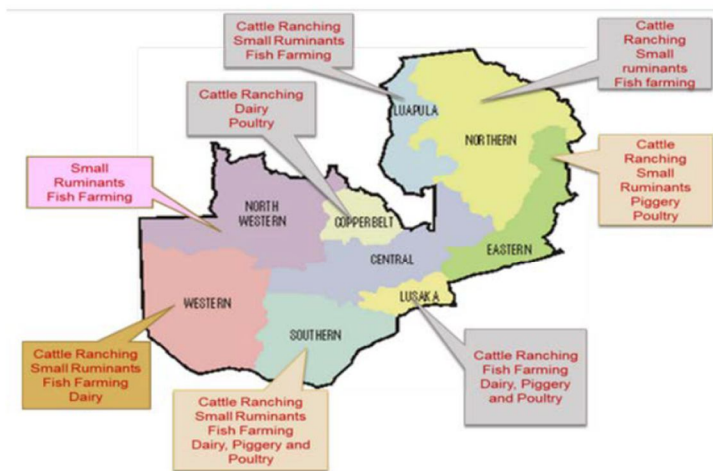 Cattle Ranching
Small Ruminants
Fish Farming
Cattle
Ranching
Small
ruminants
Fish farming
Cattle Ranching
Dairy
Poultry
LUAPULA
NORTHERN
Cattle
Ranching
Small
Ruminants
Piggery
Poultry
Small
Ruminants
Fish Farming
NORTH
WESTERN
COPPERBELT
CENTRAL
EASTERN
WESTERN
LUSAKA
SOUTHERN
Cattle Ranching
Small Ruminants
Fish Farming
Dairy
Cattle Ranching
Small Ruminants
Fish Farming
Dairy, Piggery and
Poultry
Cattle Ranching
Fish Farming
Dairy, Piggery
and Poultry